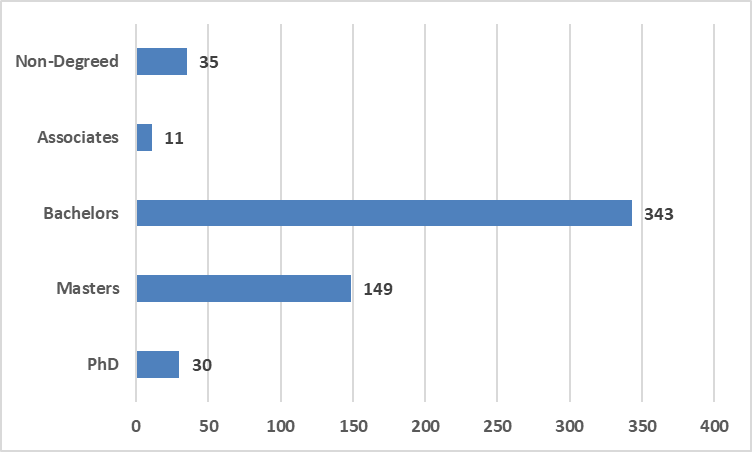 Non-Degreed 35
Associates 11
Bachelors 343
Masters 149
PhD 30
0 50 100 150 200 250 300 350 400